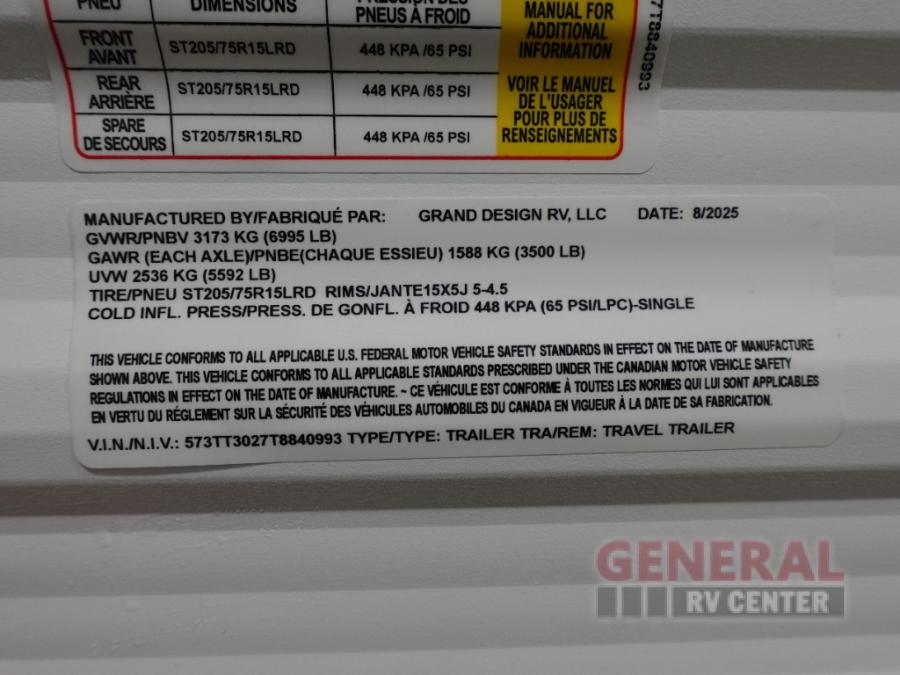 PNEU DIMENSIONS PRESSION DES
PNEUS À FROID
FRONT
AVANT ST205/75R15LRD 448 KPA /65 PSI
REAR
ARRIÈRE ST205/75R15LRD 448 KPA /65 PSI
SPARE
DE SECOURS ST205/75R15LRD 448 KPA /65 PSI
MANUAL FOR
ADDITIONAL
INFORMATION
VOIR LE MANUEL
DE L'USAGER
POUR PLUS DE
RENSEIGNEMENTS
7T8840993
MANUFACTURED BY/FABRIQUÉ PAR: GRAND DESIGN RV, LLC DATE: 8/2025
GVWR/PNBV 3173 KG (6995 LB)
GAWR (EACH AXLE)/PNBE(CHAQUE ESSIEU) 1588 KG (3500 LB)
UVW 2536 KG (5592 LB)
TIRE/PNEU ST205/75R15LRD RIMS/JANTE15X5J 5-4.5
COLD INFL. PRESS/PRESS. DE GONFL. À FROID 448 KPA (65 PSI/LPC)-SINGLE
THIS VEHICLE CONFORMS TO ALL APPLICABLE U.S. FEDERAL MOTOR VEHICLE SAFETY STANDARDS IN EFFECT ON THE DATE OF MANUFACTURE
SHOWN ABOVE. THIS VEHICLE CONFORMS TO ALL APPLICABLE STANDARDS PRESCRIBED UNDER THE CANADIAN MOTOR VEHICLE SAFETY
REGULATIONS IN EFFECT ON THE DATE OF MANUFACTURE. ~ CE VÉHICULE EST CONFORME À TOUTES LES NORMES QUI LUI SONT APPLICABLES
EN VERTU DU RÉGLEMENT SUR LA SÉCURITÉ DES VÉHICULES AUTOMOBILES DU CANADA EN VIGUEUR À LA DATE DE SA FABRICATION.
V.I.N./N.I.V.: 573TT3027T8840993 TYPE/TYPE: TRAILER TRA/REM: TRAVEL TRAILER
GENERAL
RV CENTER